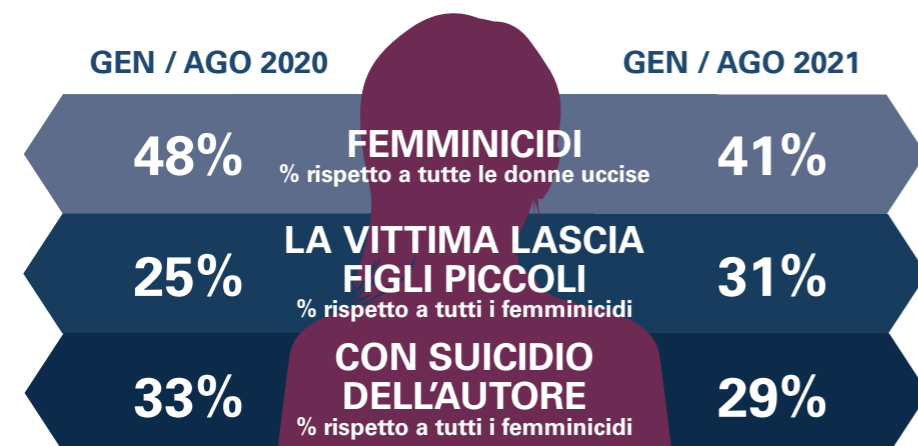 GEN / AGO 2020
GEN / AGO 2021
48%
FEMMINICIDI
% rispetto a tutte le donne uccise
41%
25%
LA VITTIMA LASCIA
FIGLI PICCOLI
% rispetto a tutti i femminicidi
31%
33%
CON SUICIDIO
DELL'AUTORE
% rispetto a tutti i femminicidi
29%